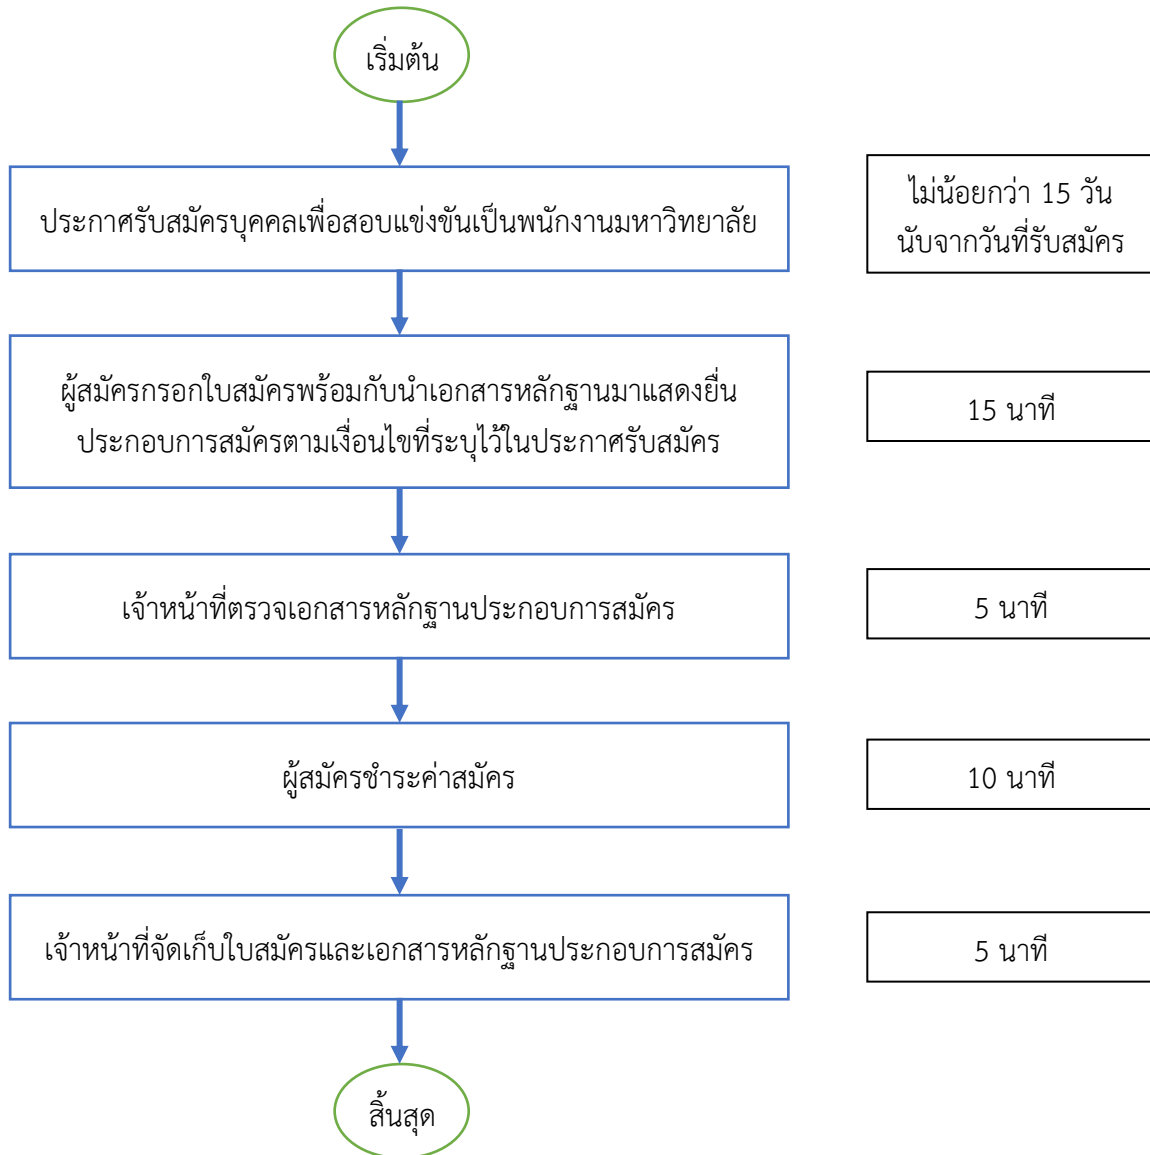 เริ่มต้น
ประกาศรับสมัครบุคคลเพื่อสอบแข่งขันเป็นพนักงานมหาวิทยาลัย
ไม่น้อยกว่า 15 วัน
นับจากวันที่รับสมัคร
ผู้สมัครกรอกใบสมัครพร้อมกับนำเอกสารหลักฐานมาแสดงยื่น
ประกอบการสมัครตามเงื่อนไขที่ระบุไว้ในประกาศรับสมัคร
15 นาที
เจ้าหน้าที่ตรวจเอกสารหลักฐานประกอบการสมัคร
5 นาที
ผู้สมัครชำระค่าสมัคร
10 นาที
เจ้าหน้าที่จัดเก็บใบสมัครและเอกสารหลักฐานประกอบการสมัคร
5 นาที
สิ้นสุด